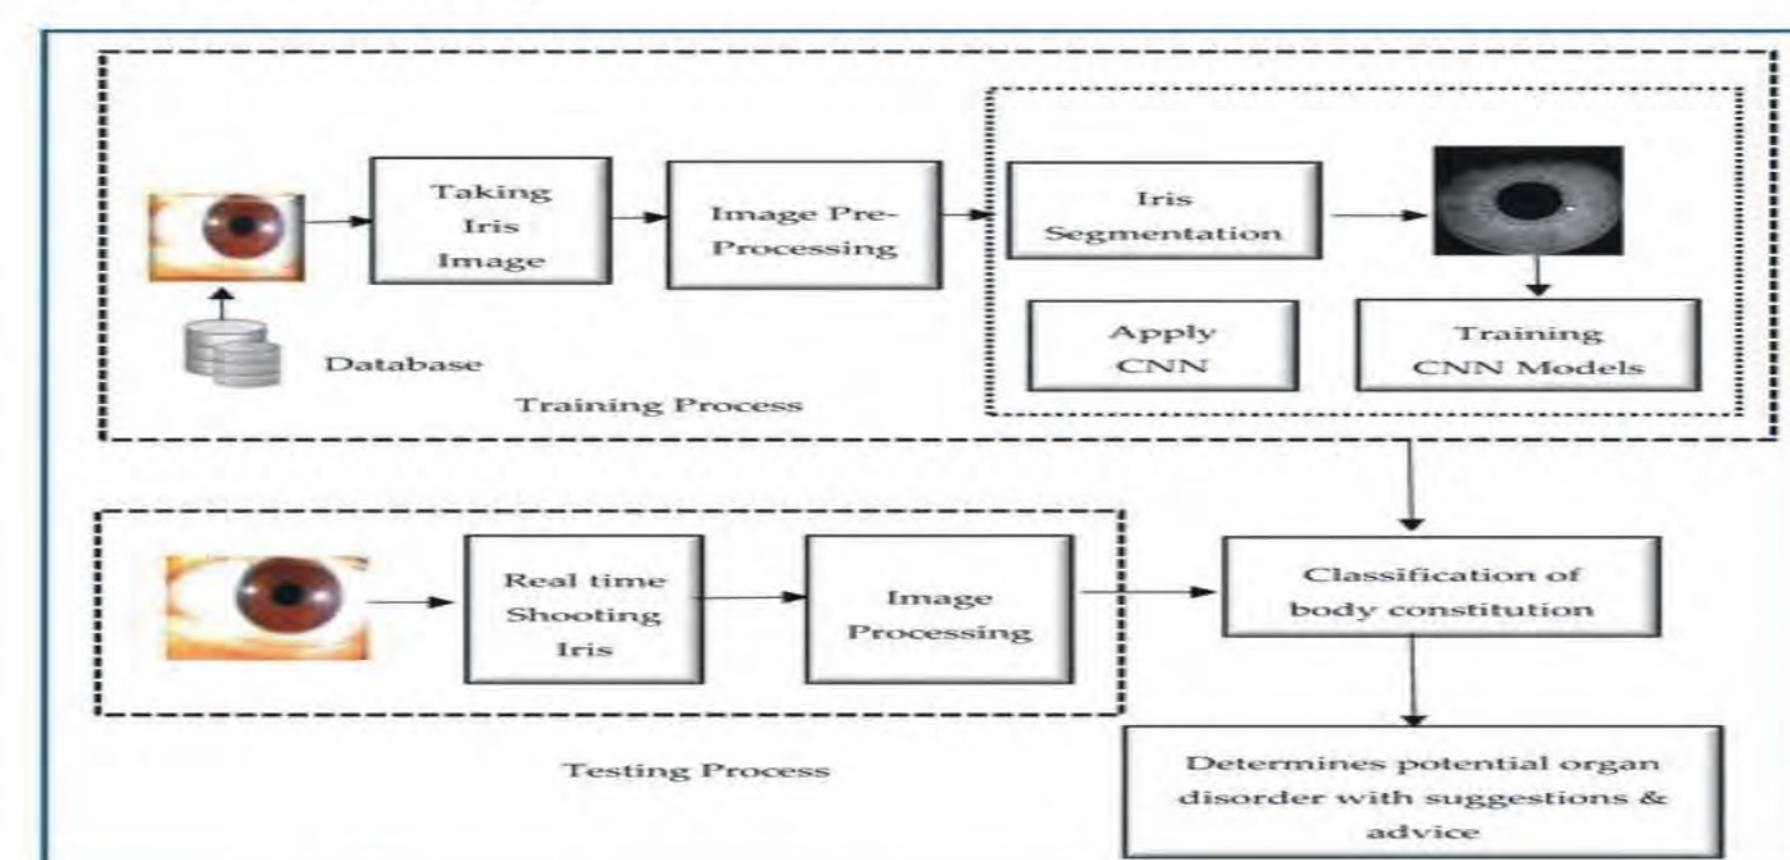 Taking
Iris
Image
Image Pre-
Processing
Iris
Segmentation
Apply
CNN
Training
CNN Models
Database
Training Process
Real time
Shooting
Iris
Image
Processing
Classification of
body constitution
Testing Process
Determines potential organ
disorder with suggestions &
advice